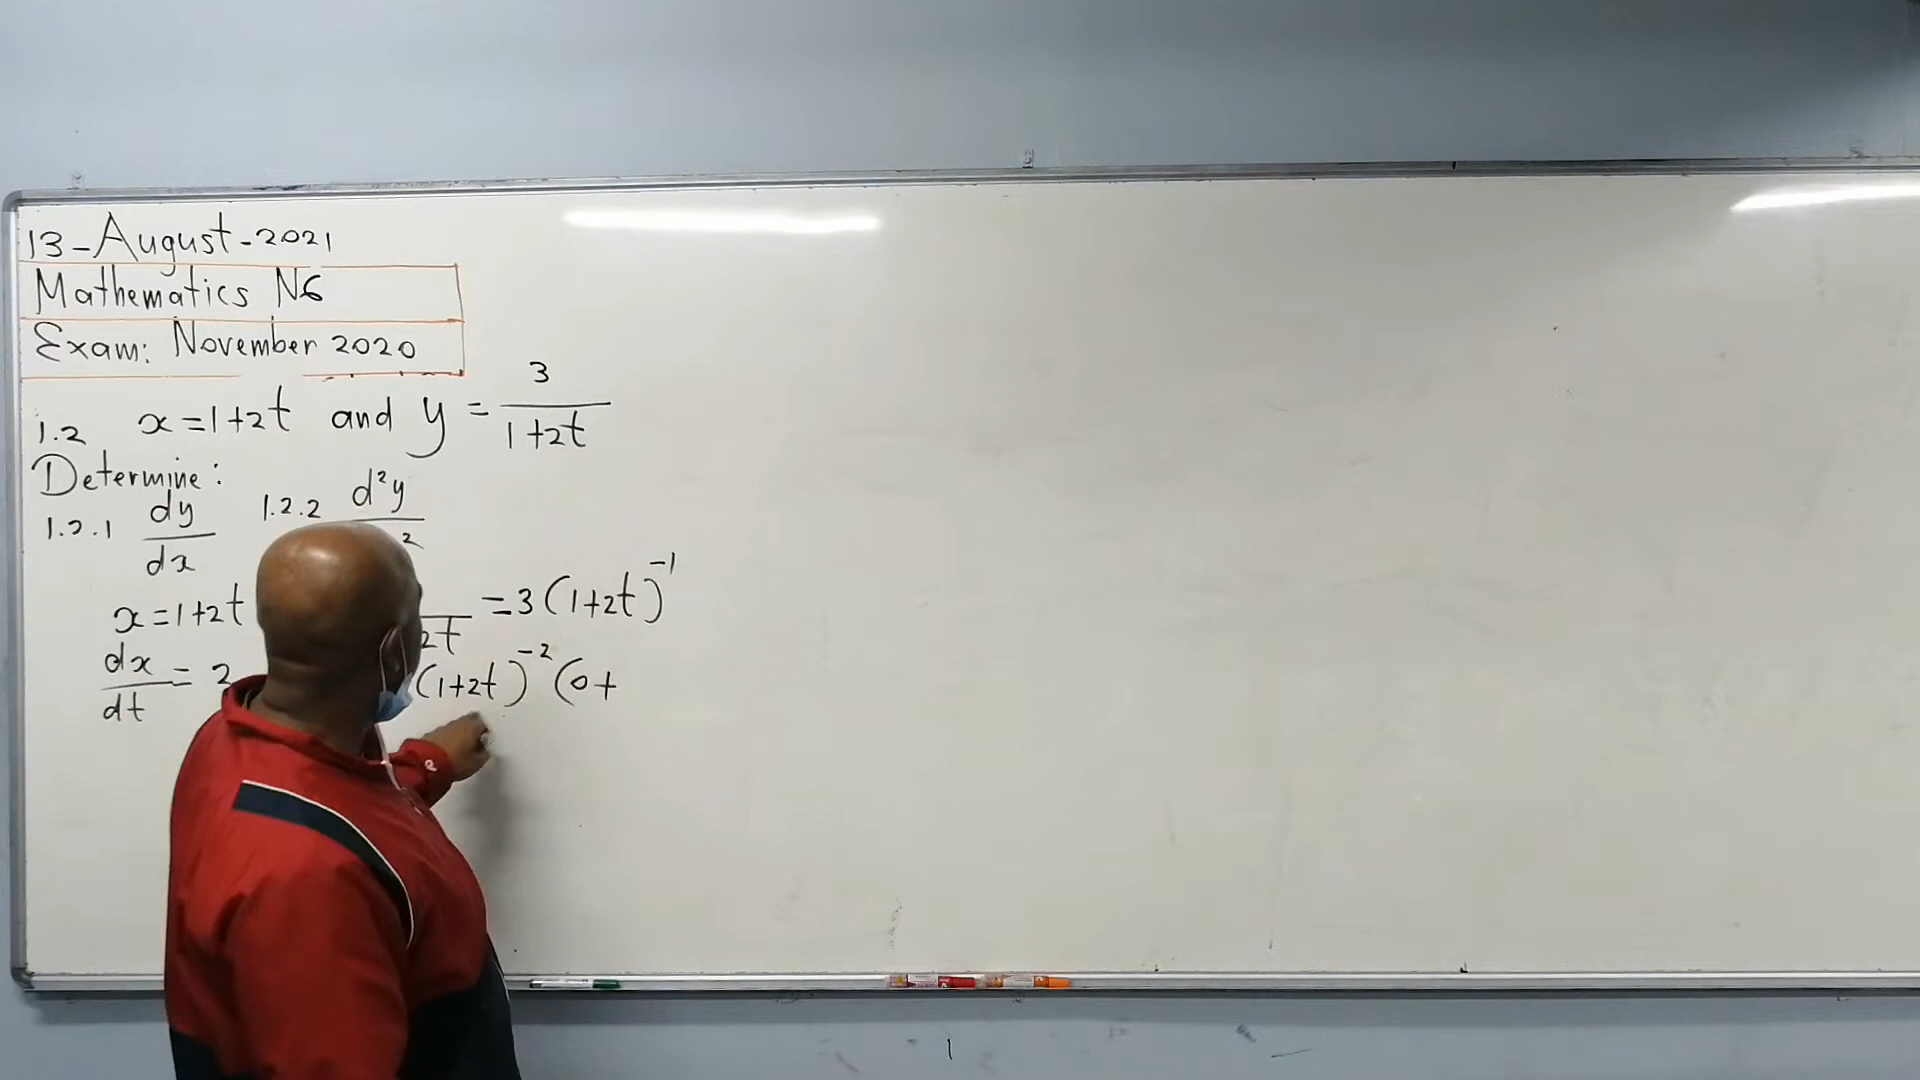 13-August-2021
Mathematics N6
Exam: November 2020
1.2 x = 1+2t and y = 3/(1+2t)
Determine:
1.2.1 dy/dx 1.2.2 d²y/ ²
x = 1+2t 2t = 3(1+2t)⁻¹
dx/dt = 2 (1+2t)⁻² (0+